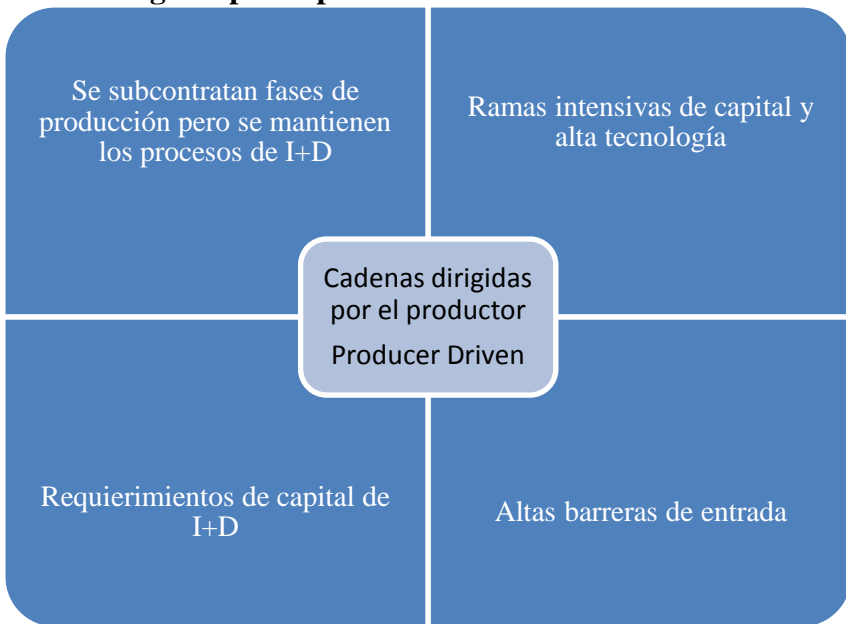 Se subcontratan fases de
producción pero se mantienen
los procesos de I+D
Ramas intensivas de capital y
alta tecnología
Cadenas dirigidas
por el productor
Producer Driven
Requierimientos de capital de
I+D
Altas barreras de entrada